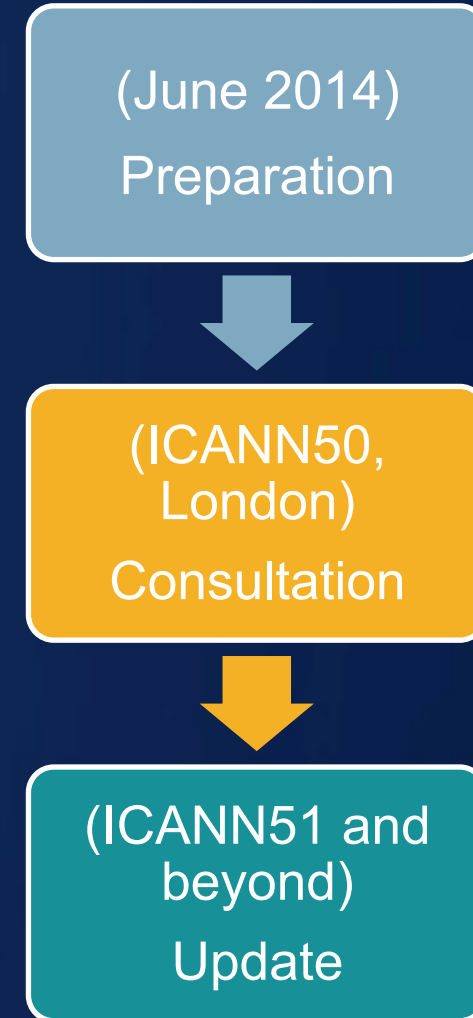 (June 2014)
Preparation
(ICANN50,
London)
Consultation
(ICANN51 and
beyond)
Update